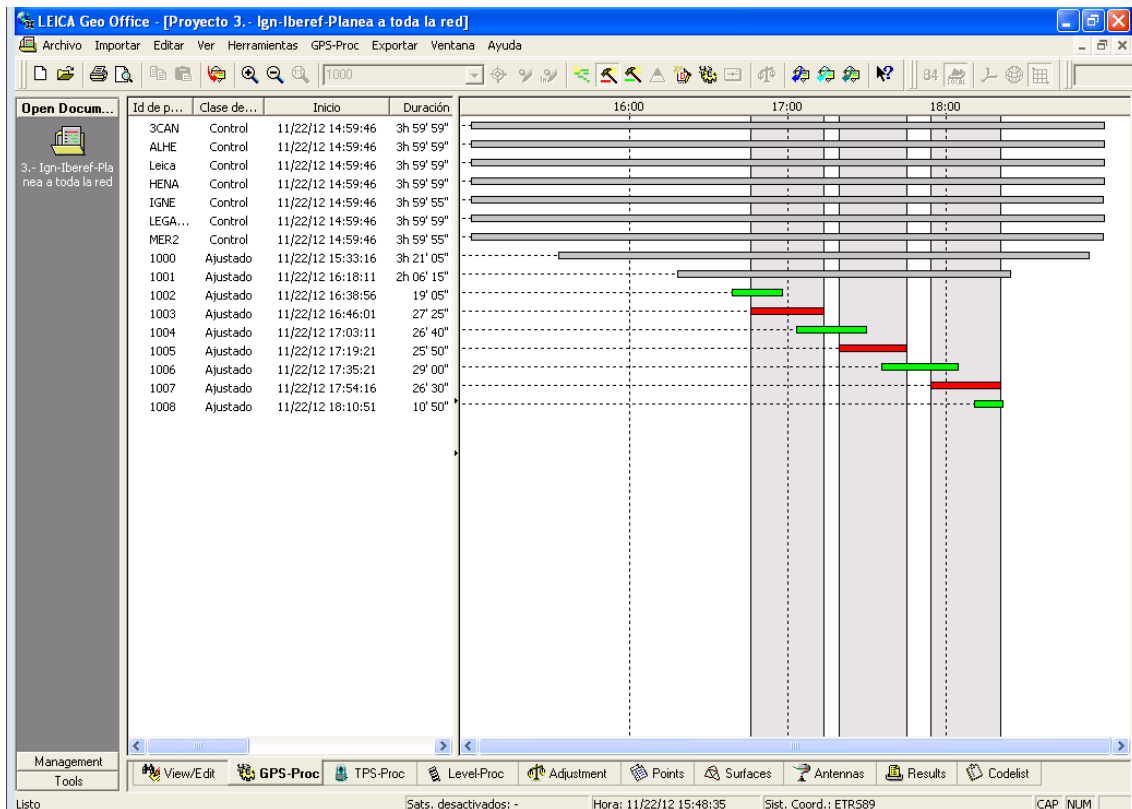 LEICA Geo Office - [Proyecto 3.- Ign-Iberef-Planea a toda la red]
Archivo Importar Editar Ver Herramientas GPS-Proc Exportar Ventana Ayuda
1000
84
LOCAL
Open Docum...
3.- Ign-Iberef-Pla
nea a toda la red
Id de p... Clase de... Inicio Duración 16:00 17:00 18:00
3CAN Control 11/22/12 14:59:46 3h 59' 59"
ALHE Control 11/22/12 14:59:46 3h 59' 59"
Leica Control 11/22/12 14:59:46 3h 59' 59"
HENA Control 11/22/12 14:59:46 3h 59' 59"
IGNE Control 11/22/12 14:59:46 3h 59' 55"
LEGA... Control 11/22/12 14:59:46 3h 59' 59"
MER2 Control 11/22/12 14:59:46 3h 59' 55"
1000 Ajustado 11/22/12 15:33:16 3h 21' 05"
1001 Ajustado 11/22/12 16:18:11 2h 06' 15"
1002 Ajustado 11/22/12 16:38:56 19' 05"
1003 Ajustado 11/22/12 16:46:01 27' 25"
1004 Ajustado 11/22/12 17:03:11 26' 40"
1005 Ajustado 11/22/12 17:19:21 25' 50"
1006 Ajustado 11/22/12 17:35:21 29' 00"
1007 Ajustado 11/22/12 17:54:16 26' 30"
1008 Ajustado 11/22/12 18:10:51 10' 50"
Management
Tools
View/Edit GPS-Proc TPS-Proc Level-Proc Adjustment Points Surfaces Antennas Results Codelist
Listo Sats. desactivados: - Hora: 11/22/12 15:48:35 Sist. Coord.: ETRS89 CAP NUM